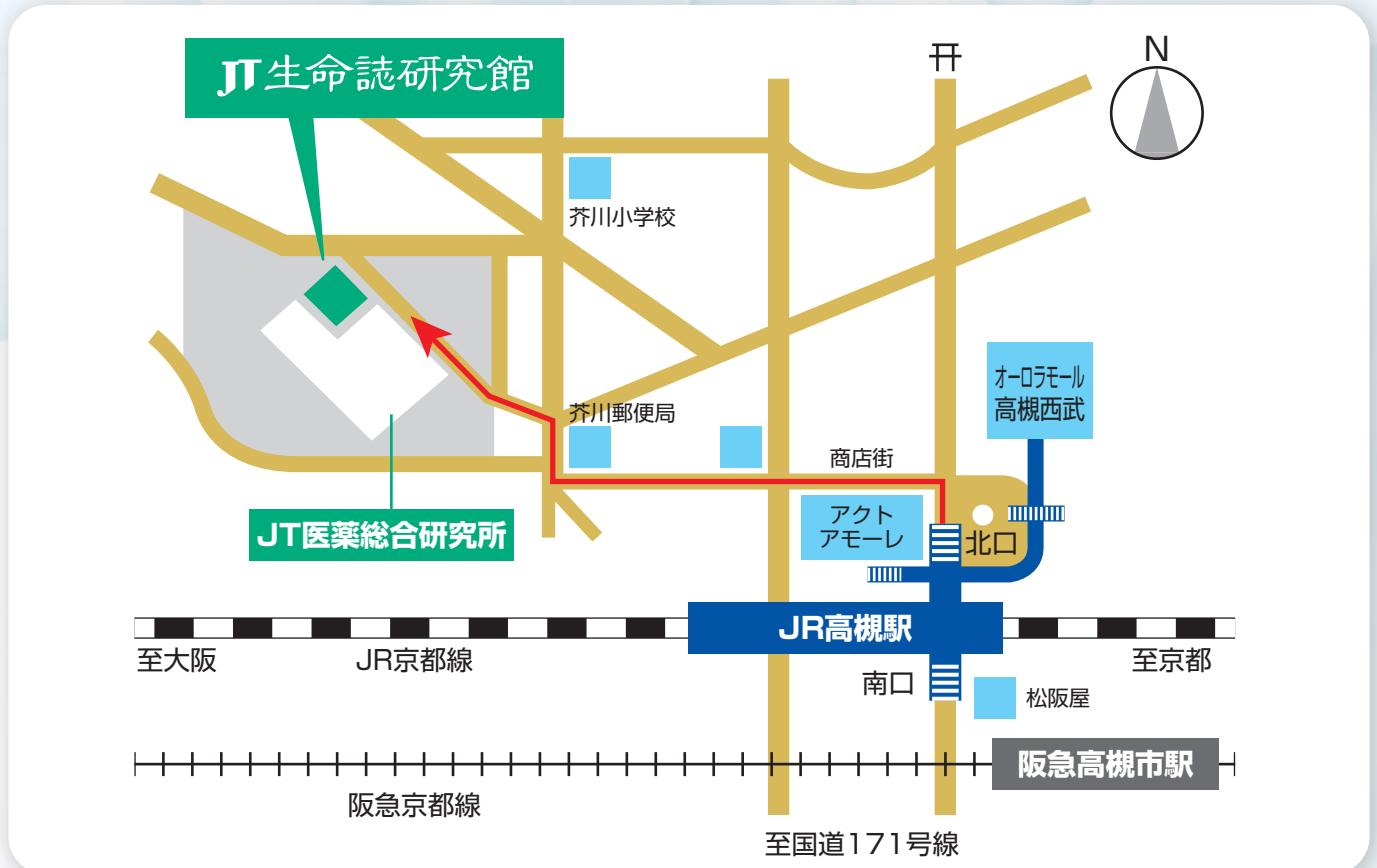 JT生命誌研究館
N
芥川小学校
オーロラモール
高槻西武
芥川郵便局
商店街
アクト
アモーレ
北口
JT医薬総合研究所
JR高槻駅
至大阪
JR京都線
至京都
南口
松阪屋
阪急高槻市駅
阪急京都線
至国道171号線